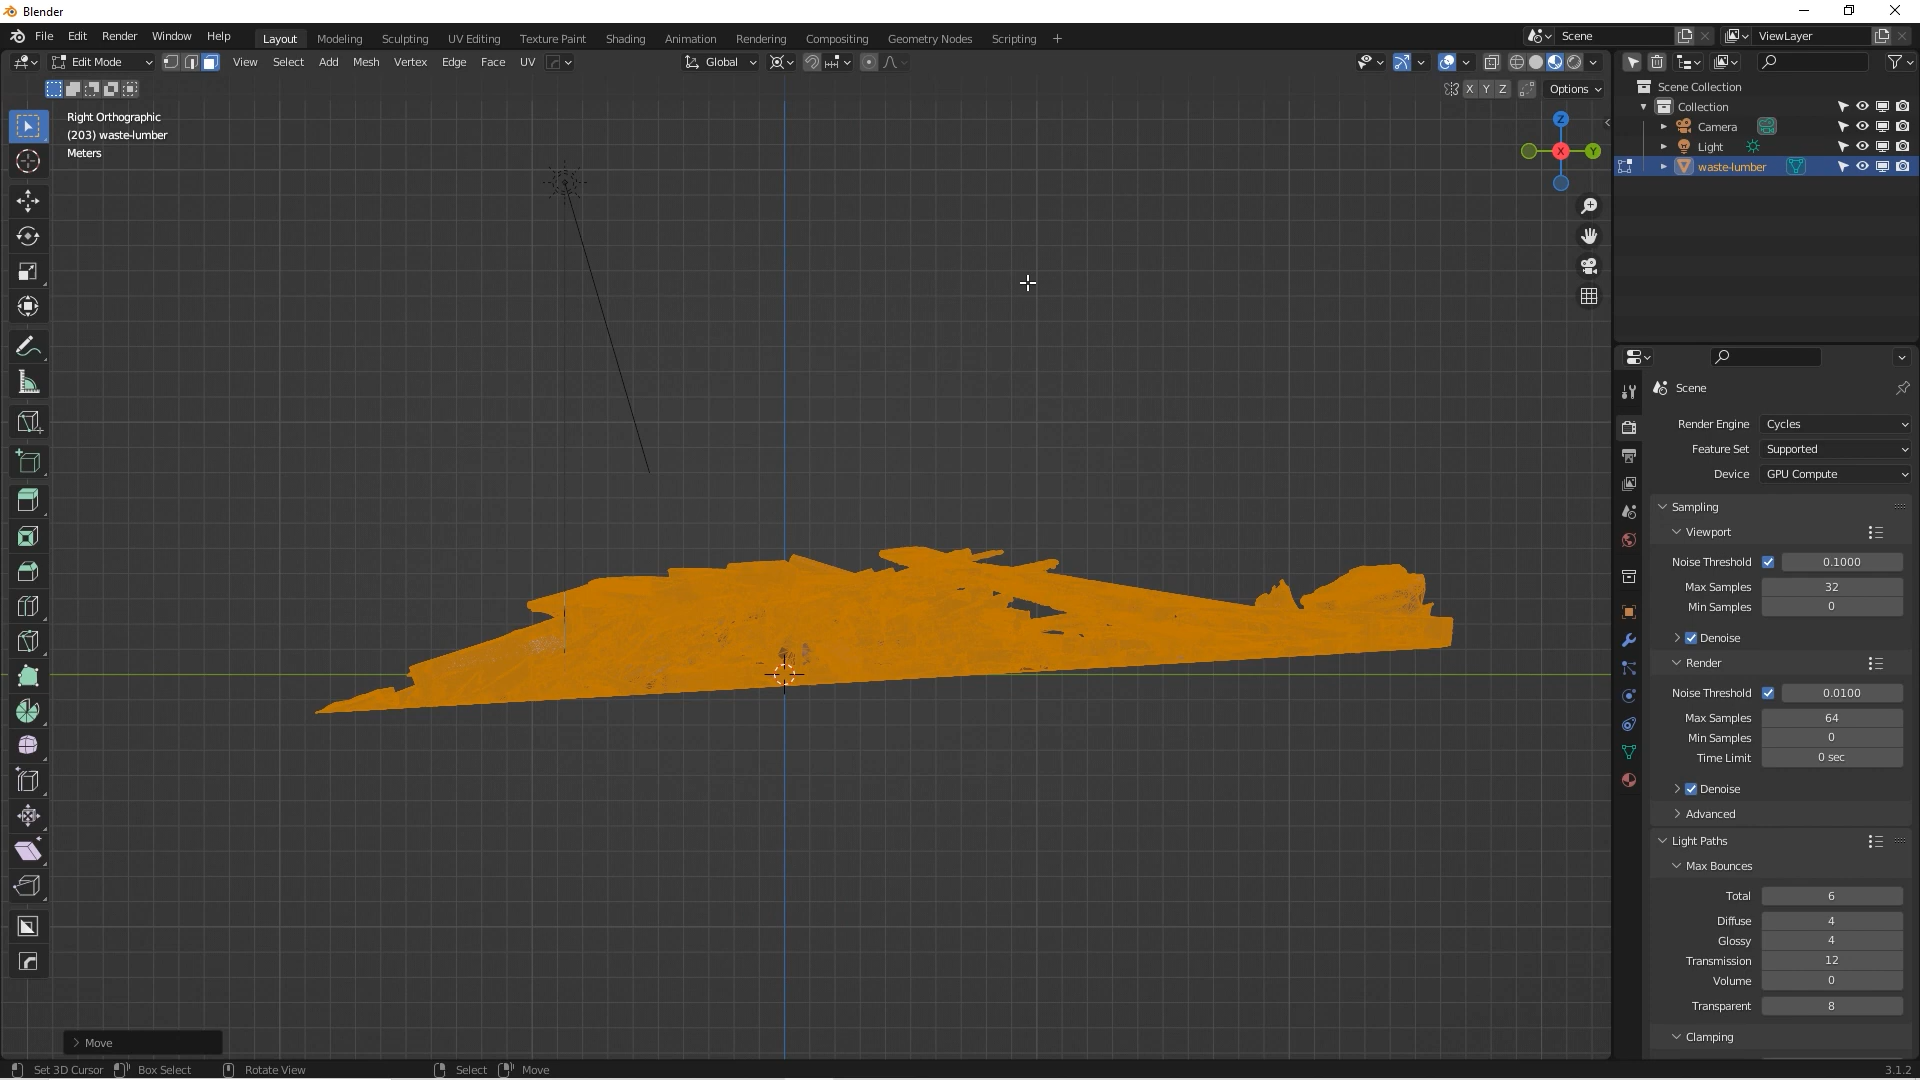 Blender
File Edit Render Window Help Layout Modeling Sculpting UV Editing Texture Paint Shading Animation Rendering Compositing Geometry Nodes Scripting + Scene ViewLayer
Edit Mode View Select Add Mesh Vertex Edge Face UV Global
X Y Z Options
Right Orthographic
(203) waste-lumber
Meters
Z
X Y
Scene Collection
Collection
Camera
Light
waste-lumber
Scene
Render Engine Cycles
Feature Set Supported
Device GPU Compute
Sampling
Viewport
Noise Threshold 0.1000
Max Samples 32
Min Samples 0
Denoise
Render
Noise Threshold 0.0100
Max Samples 64
Min Samples 0
Time Limit 0 sec
Denoise
Advanced
Light Paths
Max Bounces
Total 6
Diffuse 4
Glossy 4
Transmission 12
Volume 0
Transparent 8
Clamping
Move
Set 3D Cursor Box Select Rotate View Select Move 3.1.2